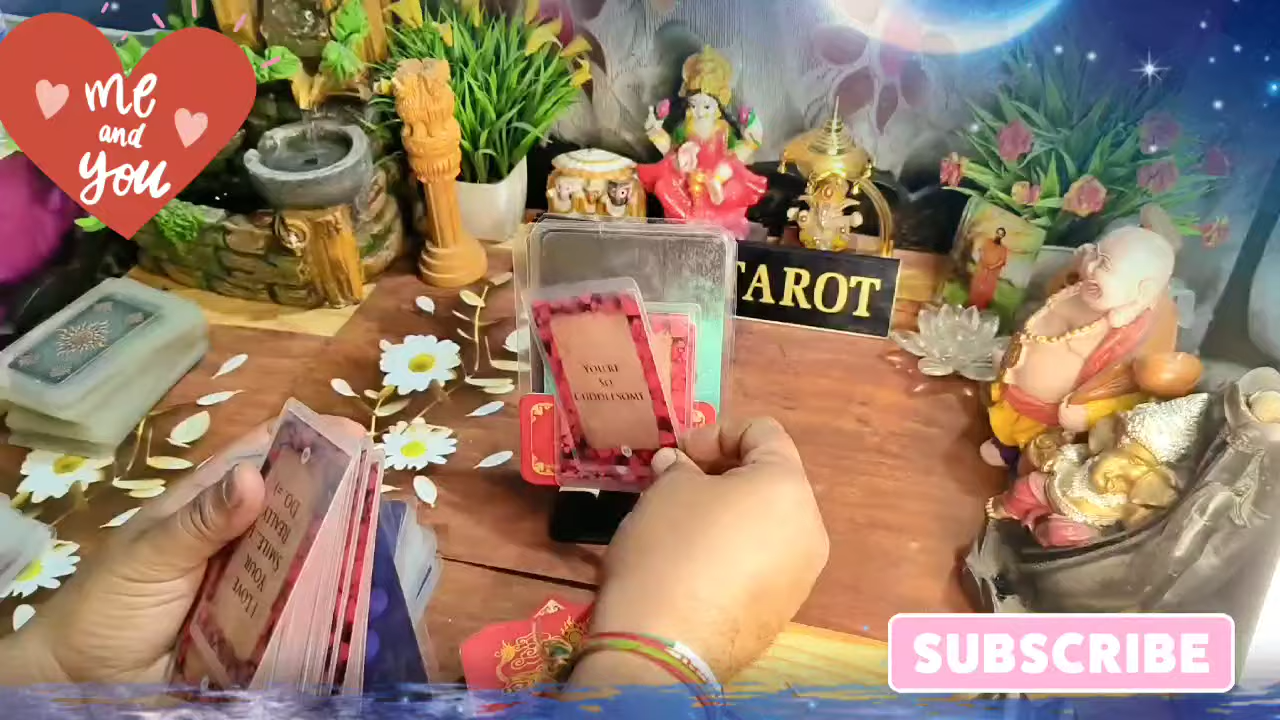 me
and
you
TAROT
YOU'RE
SO
CUDDLESOME
I LOVE
YOUR
SMILE. I
REALLY
DO =)
SUBSCRIBE